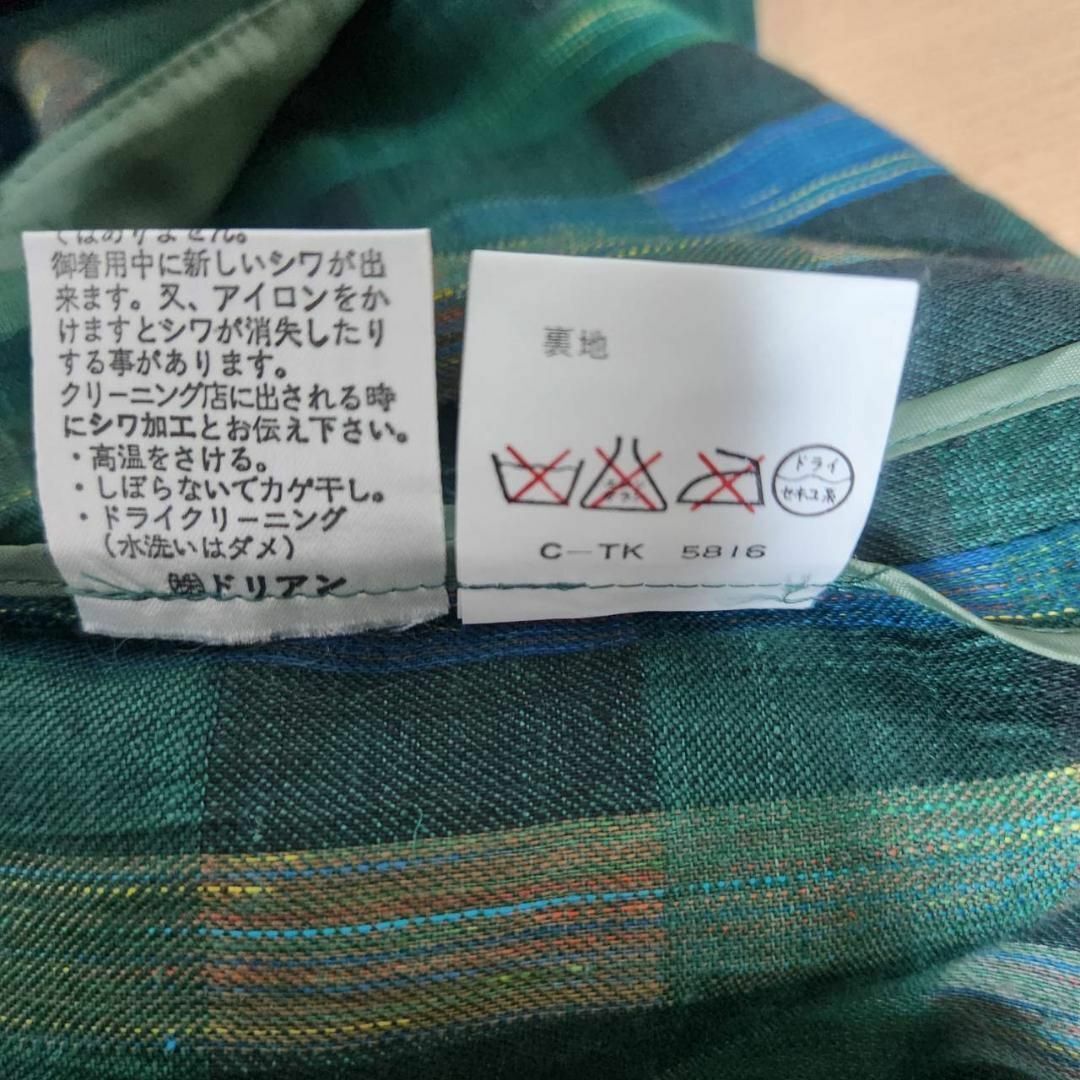 ではありません。
御着用中に新しいシワが出
来ます。又、アイロンをか
けますとシワが消失したり
する事があります。
クリーニング店に出される時
にシワ加工とお伝え下さい。
・高温をさける。
・しぼらないでカゲ干し。
・ドライクリーニング
（水洗いはダメ）
㈱ドリアン
裏地
ドライ
セキユ系
C-TK 5816